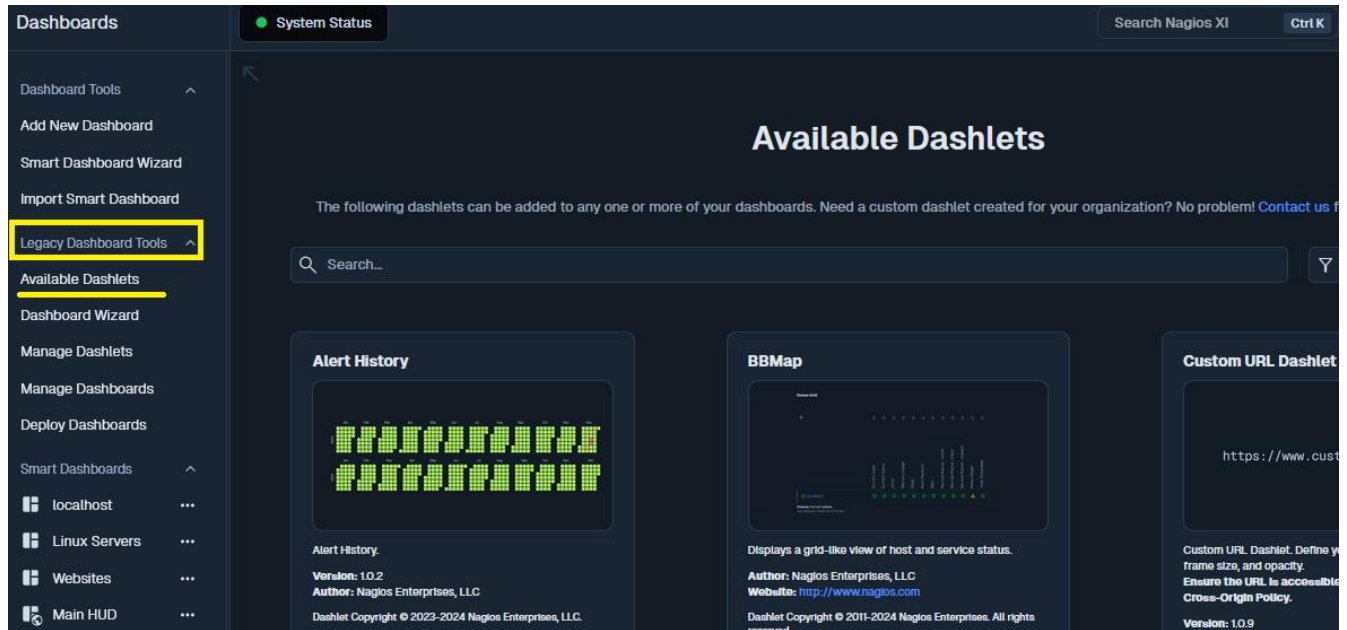 Dashboards
System Status
Search Nagios XI
Ctrl K
Dashboard Tools
Add New Dashboard
Smart Dashboard Wizard
Import Smart Dashboard
Legacy Dashboard Tools
Available Dashlets
Dashboard Wizard
Manage Dashlets
Manage Dashboards
Deploy Dashboards
Smart Dashboards
localhost
Linux Servers
Websites
Main HUD
Available Dashlets
The following dashlets can be added to any one or more of your dashboards. Need a custom dashlet created for your organization? No problem! Contact us f
Search...
Alert History
Alert History.
Version: 1.0.2
Author: Nagios Enterprises, LLC
Dashlet Copyright © 2023-2024 Nagios Enterprises, LLC.
BBMap
Displays a grid-like view of host and service status.
Author: Nagios Enterprises, LLC
Website: http://www.nagios.com
Dashlet Copyright © 2011-2024 Nagios Enterprises. All rights
reserved
Custom URL Dashlet
https://www.cust
Custom URL Dashlet. Define y
frame size, and opacity.
Ensure the URL is accessible
Cross-Origin Policy.
Version: 1.0.9